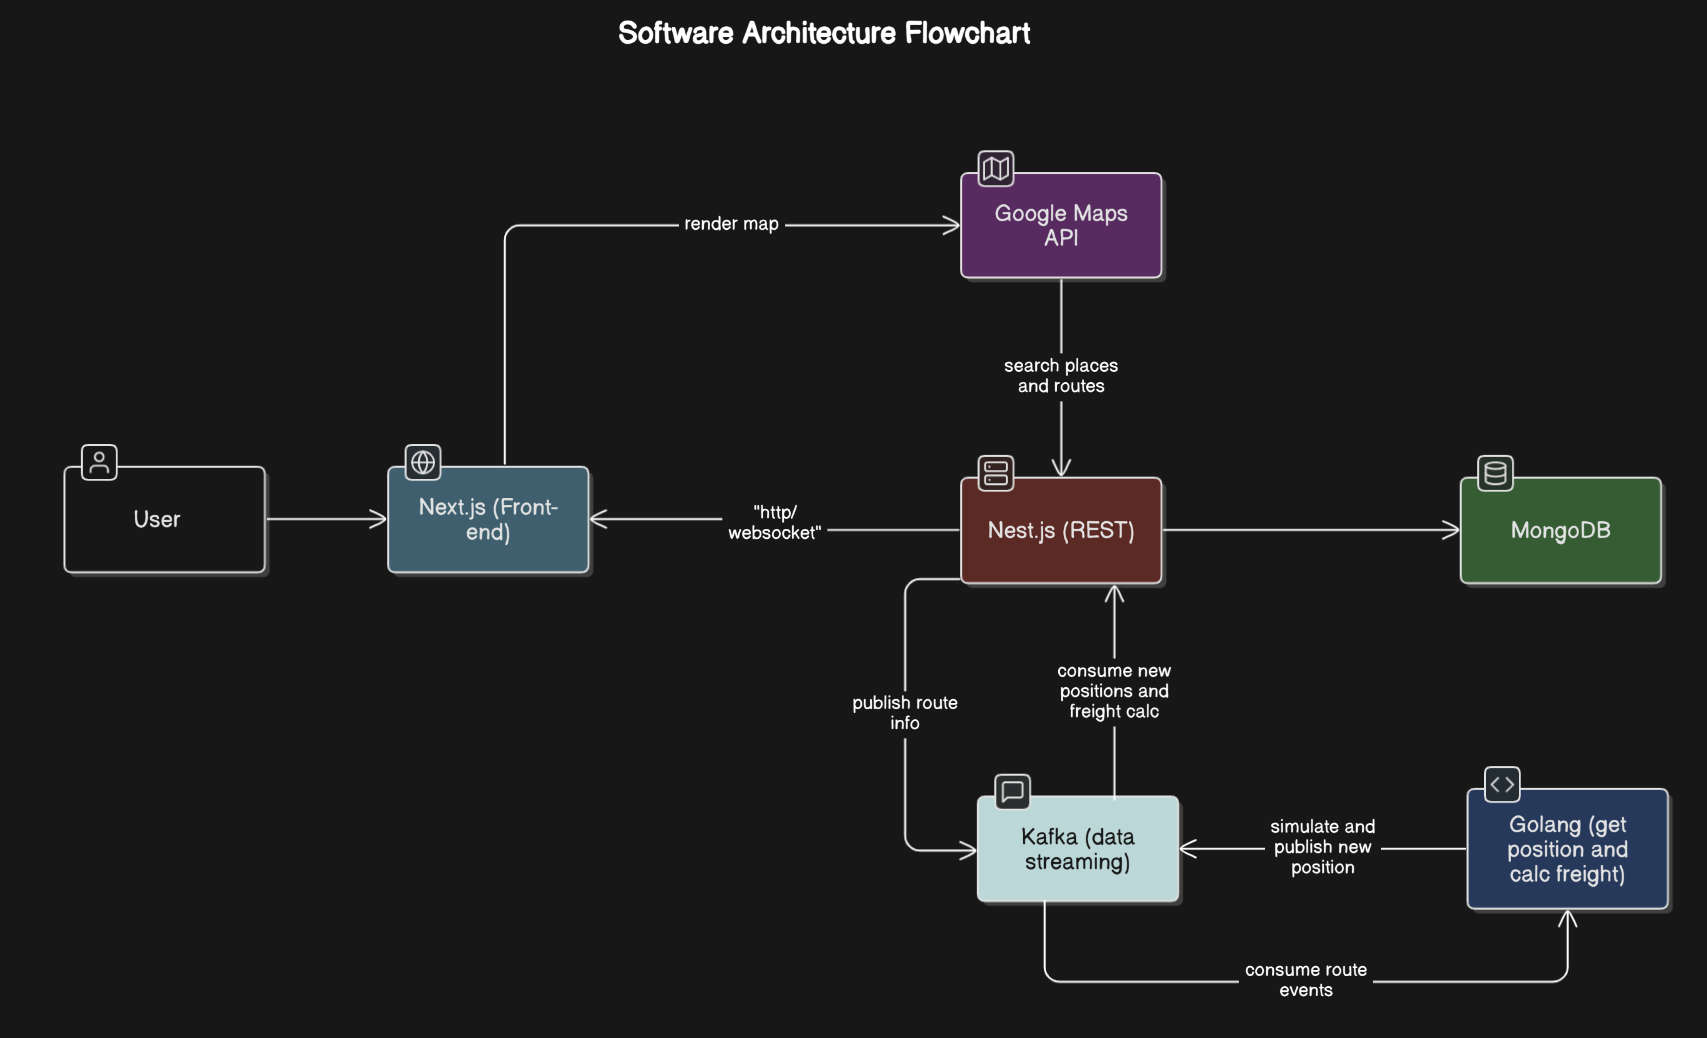 Software Architecture Flowchart
Google Maps
API
render map
search places
and routes
User
Next.js (Front-
end)
"http/
websocket"
Nest.js (REST)
MongoDB
publish route
info
consume new
positions and
freight calc
Kafka (data
streaming)
simulate and
publish new
position
Golang (get
position and
calc freight)
consume route
events